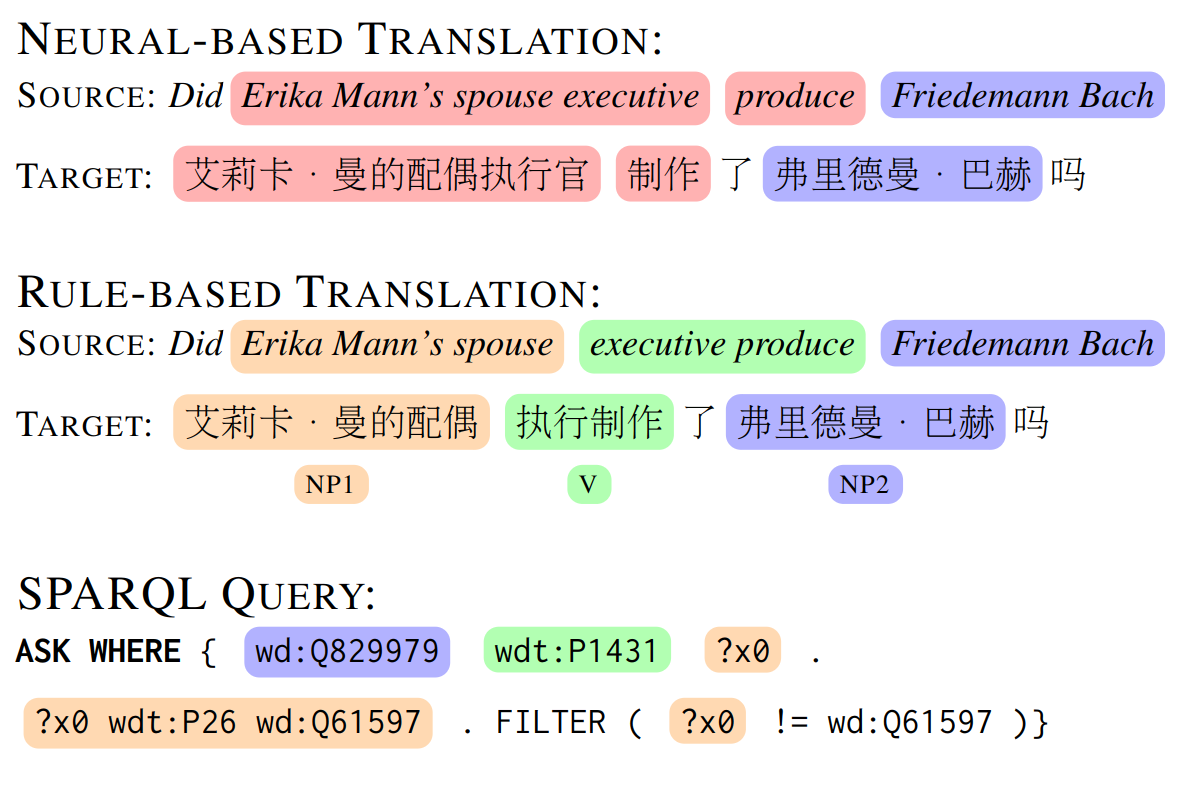 NEURAL-BASED TRANSLATION:
SOURCE: Did Erika Mann’s spouse executive produce Friedemann Bach
TARGET: 艾莉卡·曼的配偶执行官 制作 了 弗里德曼·巴赫 吗
RULE-BASED TRANSLATION:
SOURCE: Did Erika Mann’s spouse executive produce Friedemann Bach
TARGET: 艾莉卡·曼的配偶 执行制作 了 弗里德曼·巴赫 吗
NP1 V NP2
SPARQL QUERY:
ASK WHERE { wd:Q829979 wdt:P1431 ?x0 .
?x0 wdt:P26 wd:Q61597 . FILTER ( ?x0 != wd:Q61597 )}